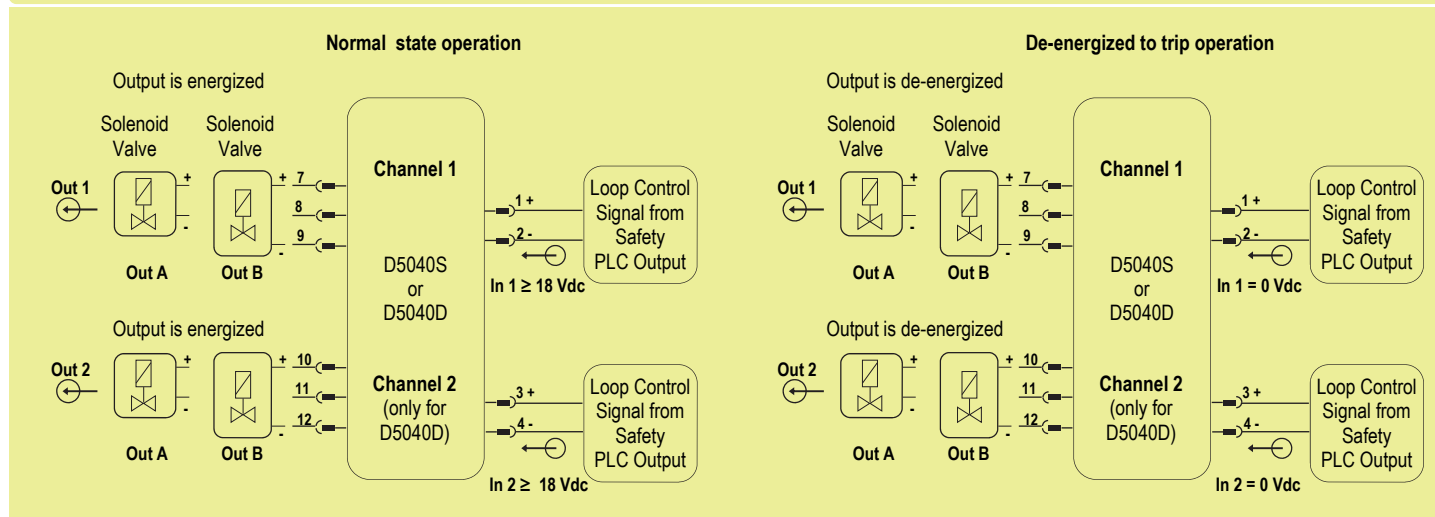 Normal state operation
Output is energized
Solenoid Valve
Solenoid Valve
Out 1
+
-
Out A
+
-
Out B
7
8
9
Channel 1
D5040S
or
D5040D
1 +
2 -
In 1 ≥ 18 Vdc
Loop Control
Signal from
Safety
PLC Output
Output is energized
Out 2
+
-
Out A
+
-
Out B
10
11
12
Channel 2
(only for
D5040D)
3 +
4 -
In 2 ≥ 18 Vdc
Loop Control
Signal from
Safety
PLC Output
De-energized to trip operation
Output is de-energized
Solenoid Valve
Solenoid Valve
Out 1
+
-
Out A
+
-
Out B
7
8
9
Channel 1
D5040S
or
D5040D
1 +
2 -
In 1 = 0 Vdc
Loop Control
Signal from
Safety
PLC Output
Output is de-energized
Out 2
+
-
Out A
+
-
Out B
10
11
12
Channel 2
(only for
D5040D)
3 +
4 -
In 2 = 0 Vdc
Loop Control
Signal from
Safety
PLC Output